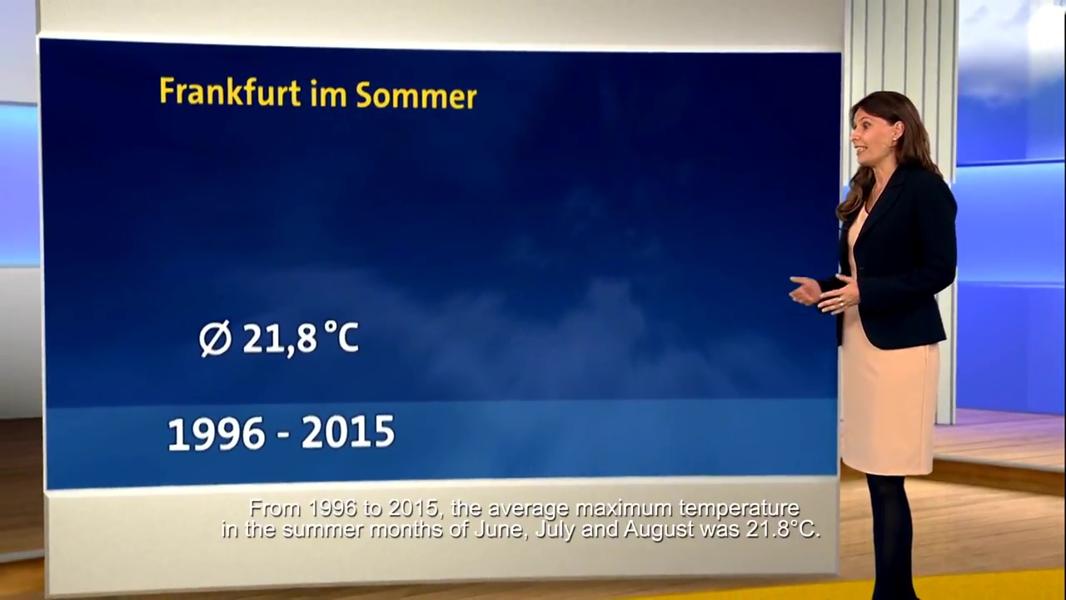 Frankfurt im Sommer
Ø 21,8 °C
1996 - 2015
From 1996 to 2015, the average maximum temperature
in the summer months of June, July and August was 21.8°C.